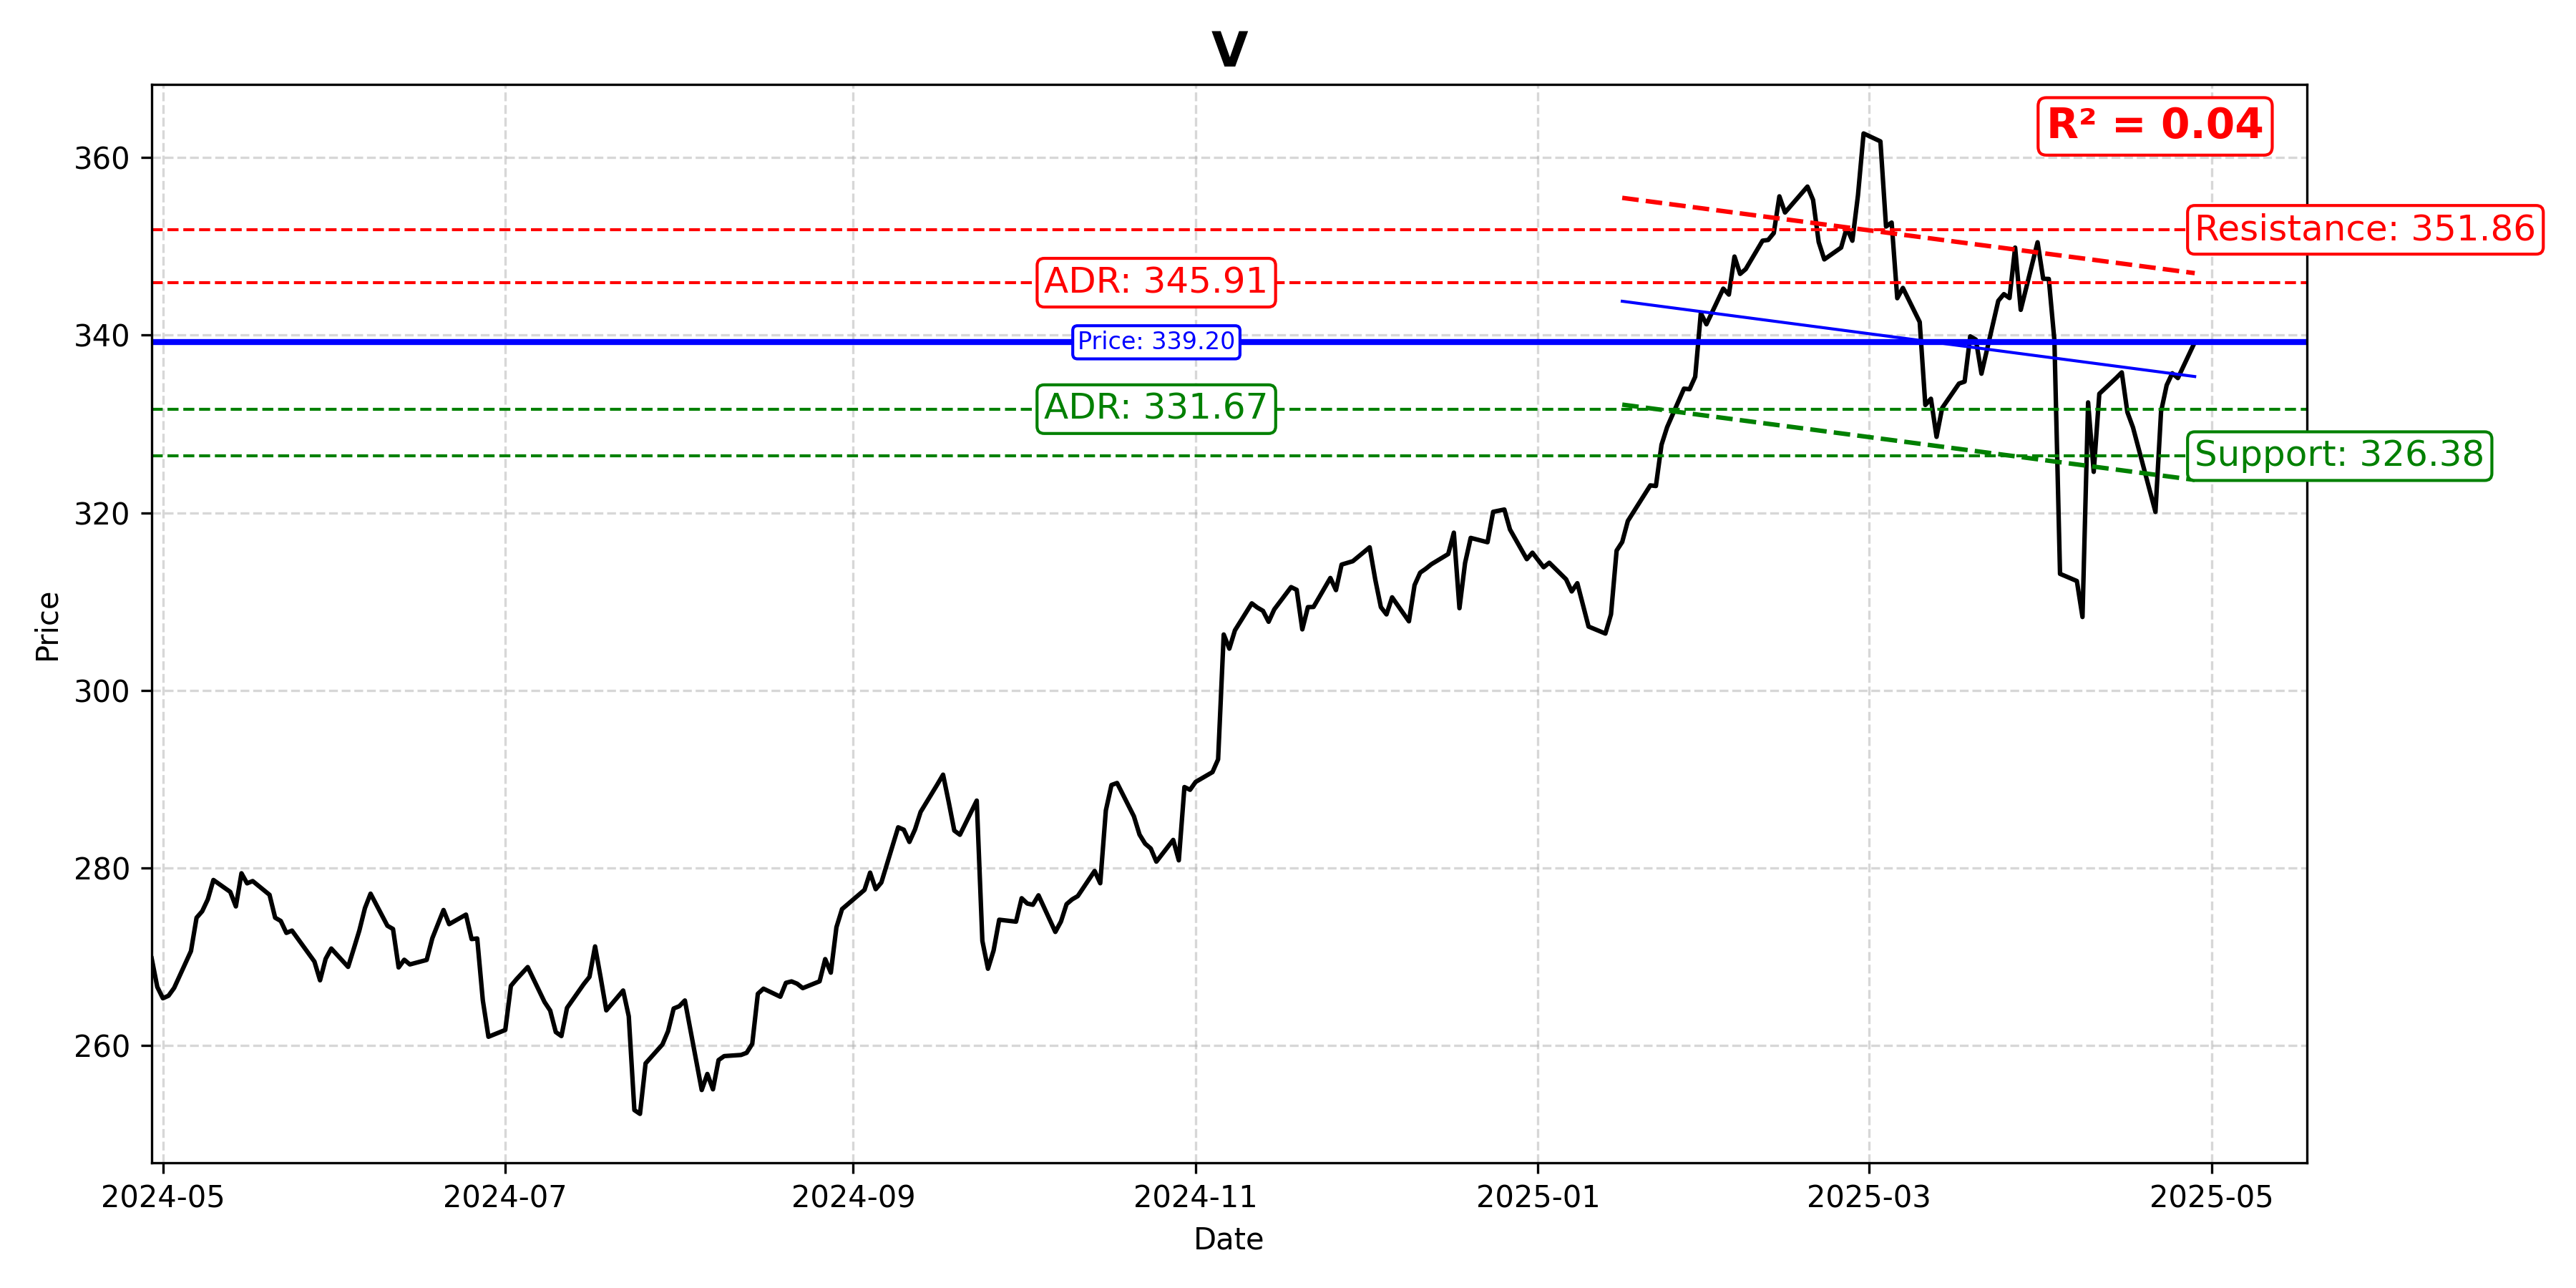 V
R² = 0.04
360
Resistance: 351.86
ADR: 345.91
340
Price: 339.20
ADR: 331.67
Support: 326.38
320
300
280
260
Price
2024-05
2024-07
2024-09
2024-11
2025-01
2025-03
2025-05
Date